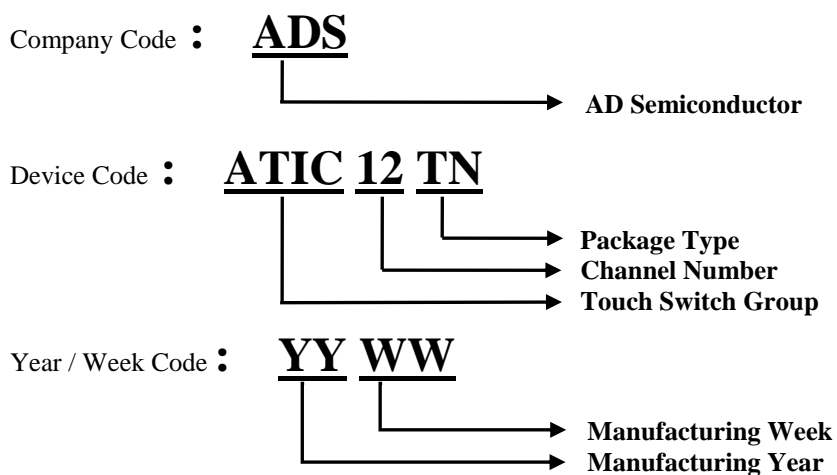 Company Code : ADS
AD Semiconductor
Device Code : ATIC 12 TN
Package Type
Channel Number
Touch Switch Group
Year / Week Code : YY WW
Manufacturing Week
Manufacturing Year